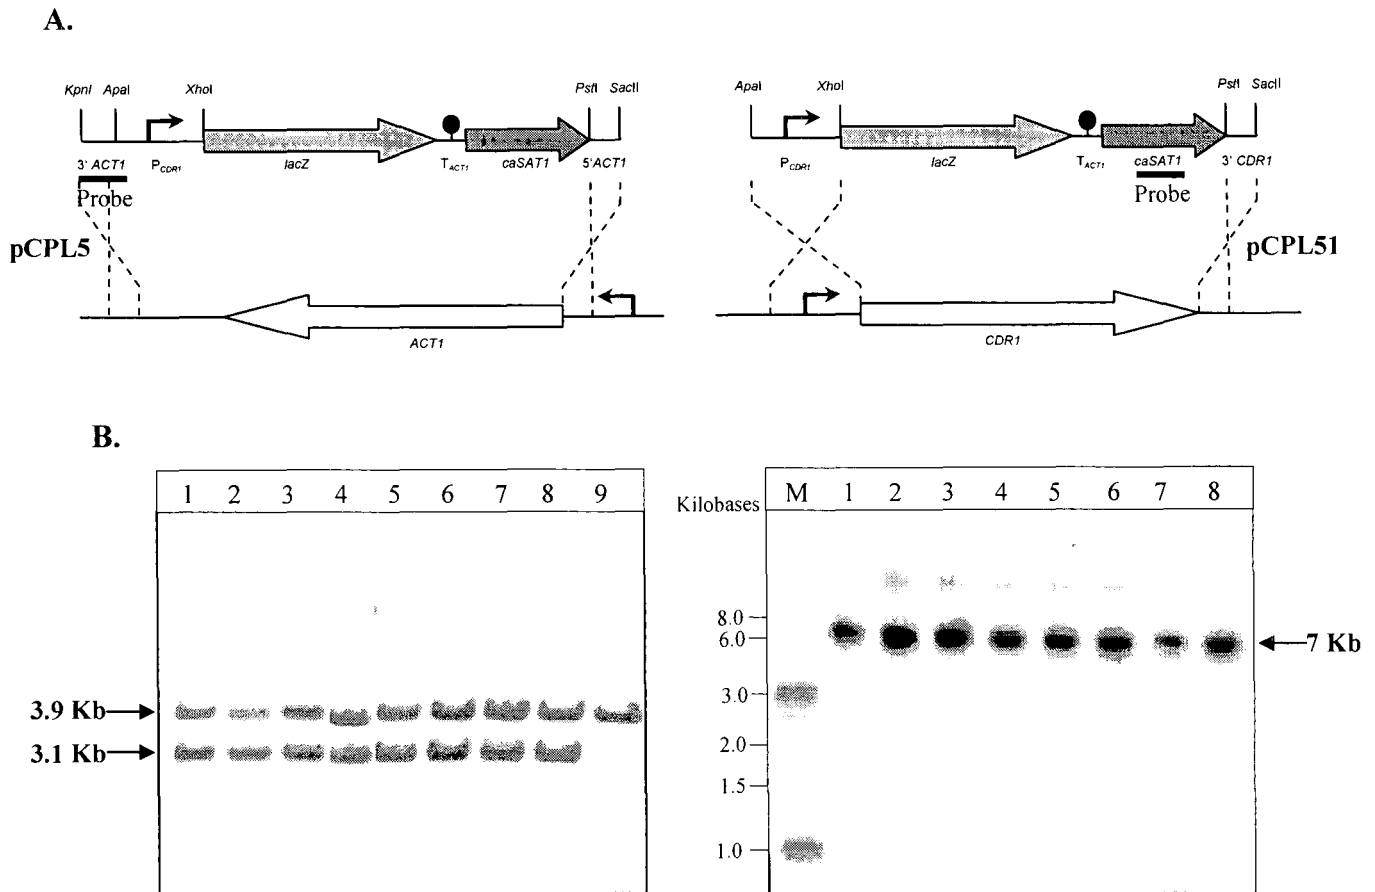 A.
KpnI ApaI XhoI PstI SacII
ApaI XhoI PstI SacII
3' ACT1 PCDR1 lacZ TACT1 caSAT1 5'ACT1
PCDR1 lacZ TACT1 caSAT1 3' CDR1
Probe
Probe
pCPL5
pCPL51
ACT1
CDR1
B.
1 2 3 4 5 6 7 8 9
Kilobases M 1 2 3 4 5 6 7 8
8.0
6.0
7 Kb
3.0
3.9 Kb
2.0
3.1 Kb
1.5
1.0